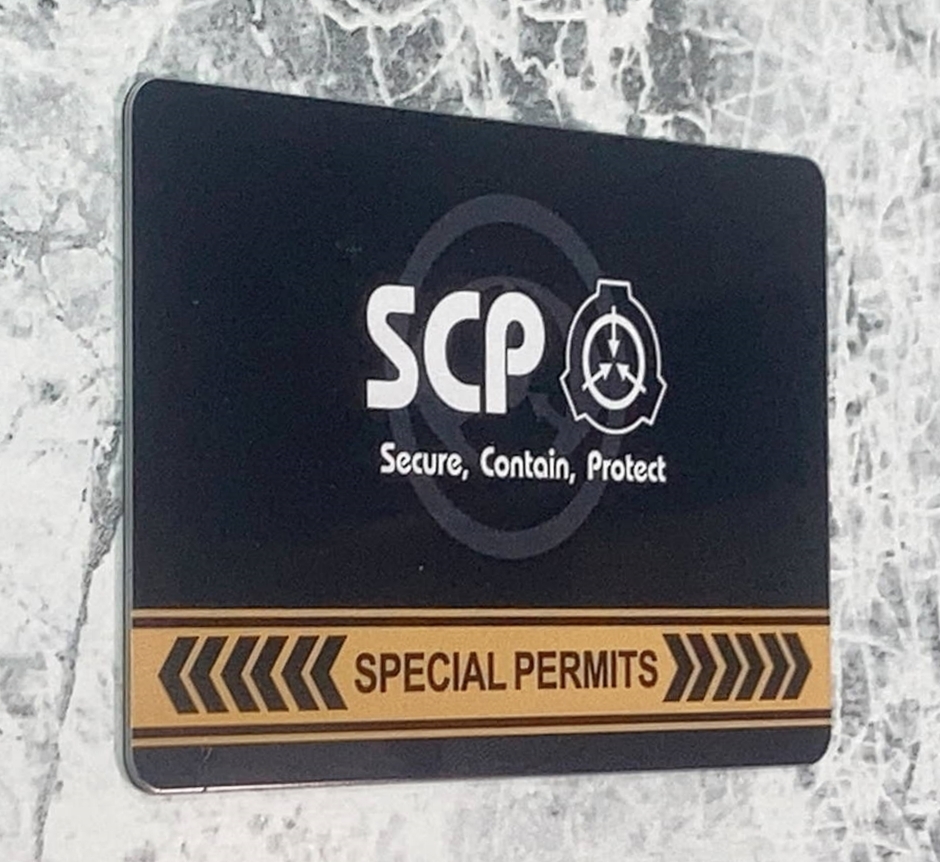 SCP
Secure, Contain, Protect
SPECIAL PERMITS